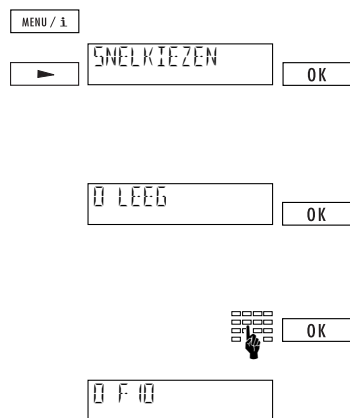 MENU / i
SNELKIEZEN
OK
0 LEEG
OK
OK
0 F 10